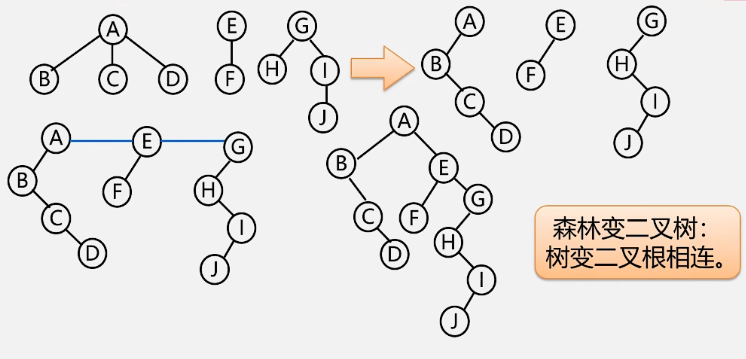 A E G A E G
B C D F H I B F H
J C I
D J
A E G A
B F H B E
C I C F G
D J D H
I
J
森林变二叉树：
树变二叉根相连。